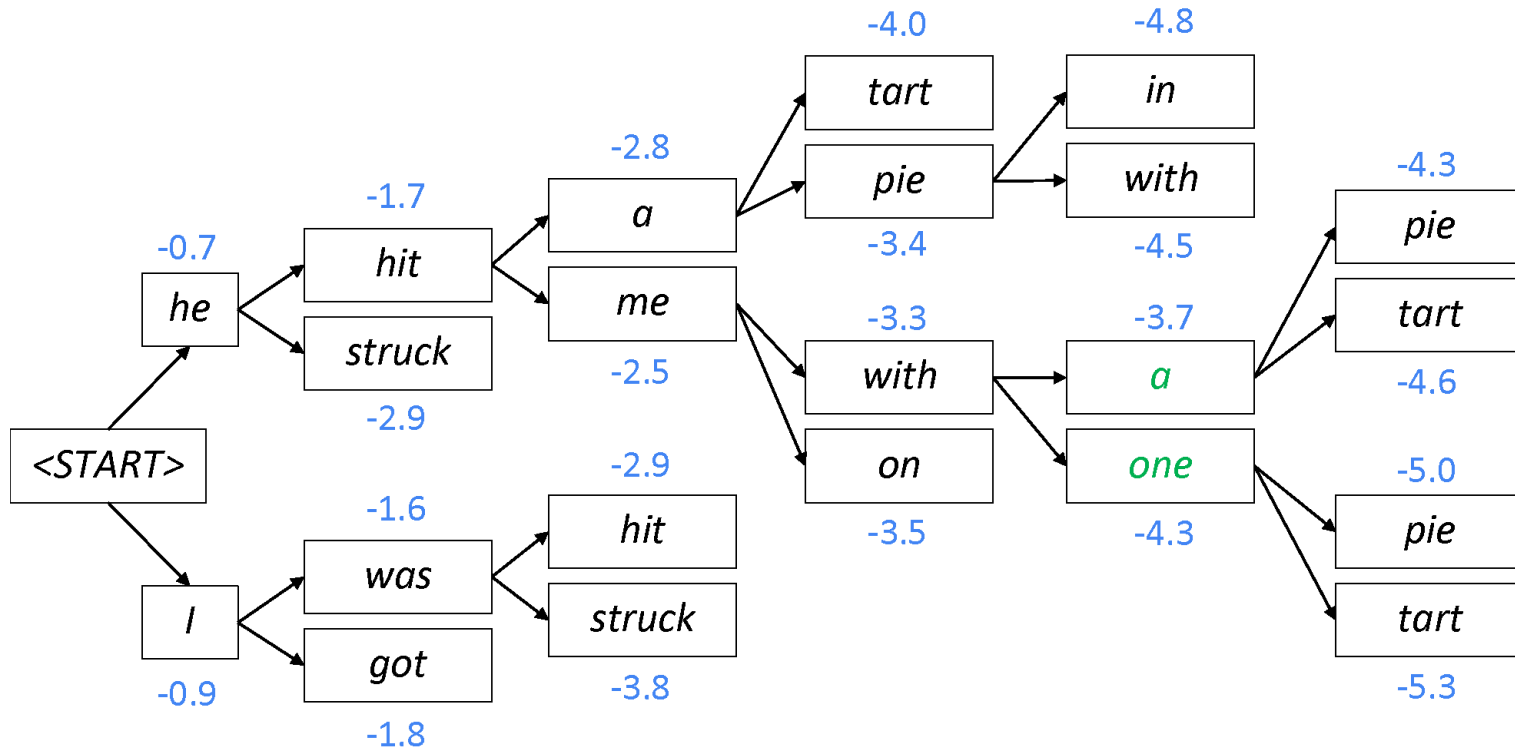 -4.0
-4.8
tart
in
-2.8
-4.3
-1.7
a
pie
with
pie
-0.7
hit
-3.4
-4.5
he
me
-3.3
-3.7
tart
struck
-2.5
with
a
-4.6
-2.9
<START>
-2.9
on
one
-5.0
-1.6
hit
-3.5
-4.3
pie
was
I
struck
tart
got
-0.9
-3.8
-5.3
-1.8